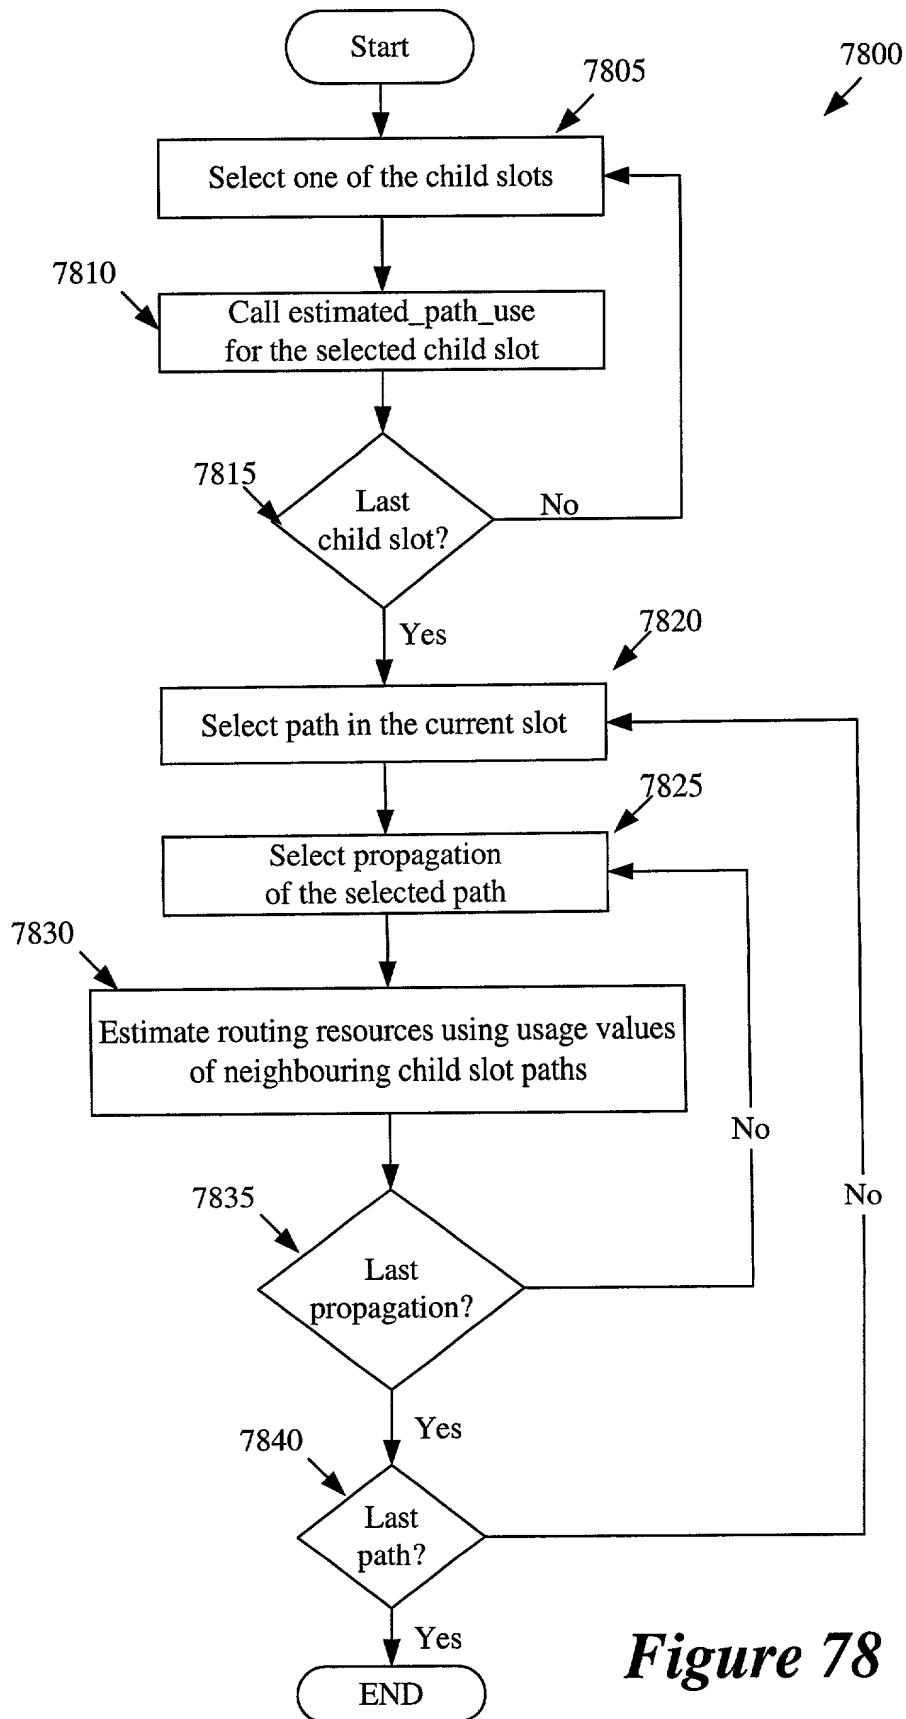 Start
7800
7805
Select one of the child slots
7810
Call estimated_path_use
for the selected child slot
7815
Last
child slot?
No
Yes
7820
Select path in the current slot
7825
Select propagation
of the selected path
7830
Estimate routing resources using usage values
of neighbouring child slot paths
No
No
7835
Last
propagation?
Yes
7840
Last
path?
Yes
END
Figure 78